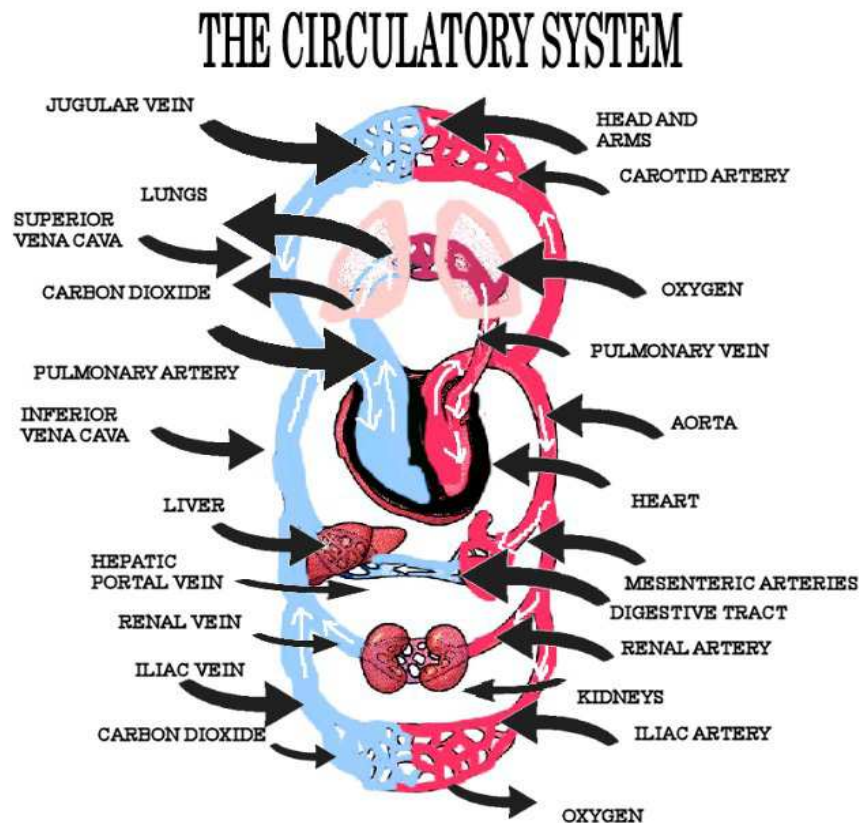 THE CIRCULATORY SYSTEM
JUGULAR VEIN
HEAD AND
ARMS
CAROTID ARTERY
LUNGS
SUPERIOR
VENA CAVA
CARBON DIOXIDE
OXYGEN
PULMONARY VEIN
PULMONARY ARTERY
INFERIOR
VENA CAVA
AORTA
HEART
LIVER
HEPATIC
PORTAL VEIN
MESENTERIC ARTERIES
DIGESTIVE TRACT
RENAL VEIN
RENAL ARTERY
ILIAC VEIN
KIDNEYS
CARBON DIOXIDE
ILIAC ARTERY
OXYGEN